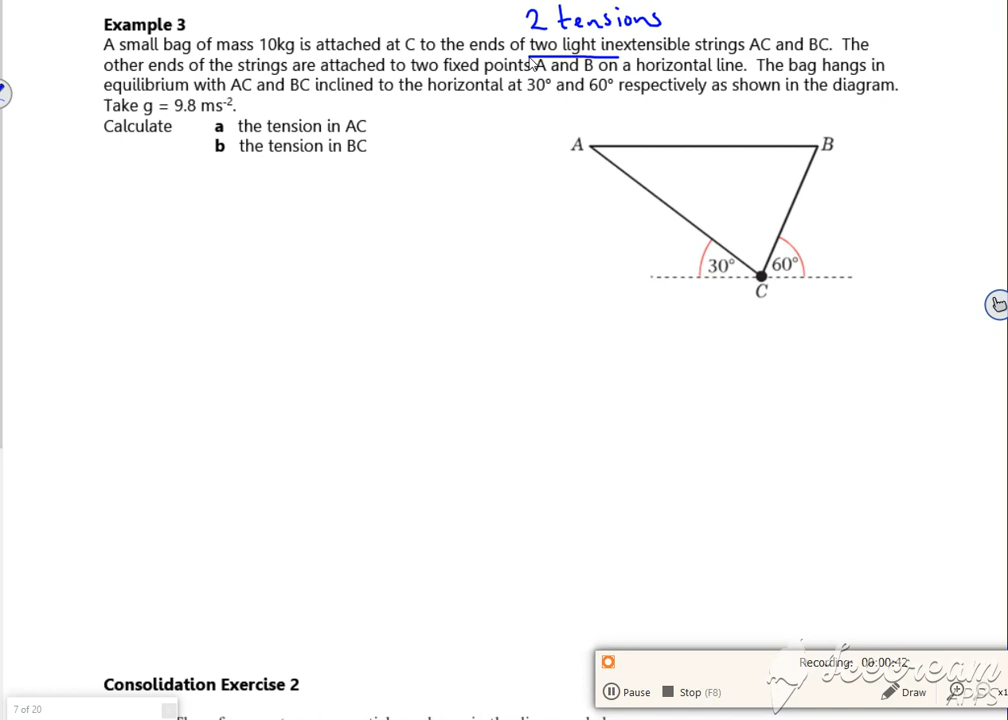 2 tensions
Example 3
A small bag of mass 10kg is attached at C to the ends of two light inextensible strings AC and BC. The
other ends of the strings are attached to two fixed points A and B on a horizontal line. The bag hangs in
equilibrium with AC and BC inclined to the horizontal at 30° and 60° respectively as shown in the diagram.
Take g = 9.8 ms-2.
Calculate a the tension in AC
b the tension in BC
A
B
30°
60°
C
Recording: 00:00:42
Pause
Stop (F8)
Draw
x1
Icecream
APPS
Consolidation Exercise 2
7 of 20